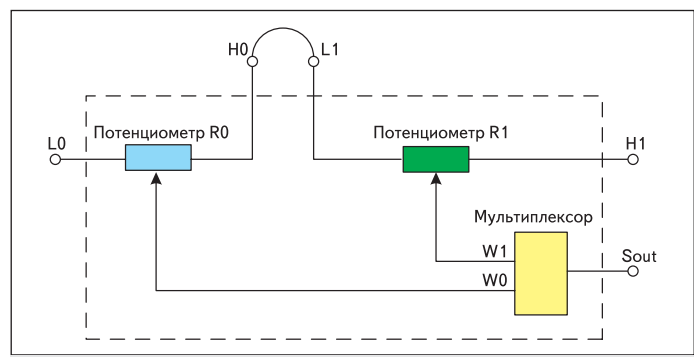 H0
L1
L0
Потенциометр R0
Потенциометр R1
H1
Мультиплексор
W1
Sout
W0